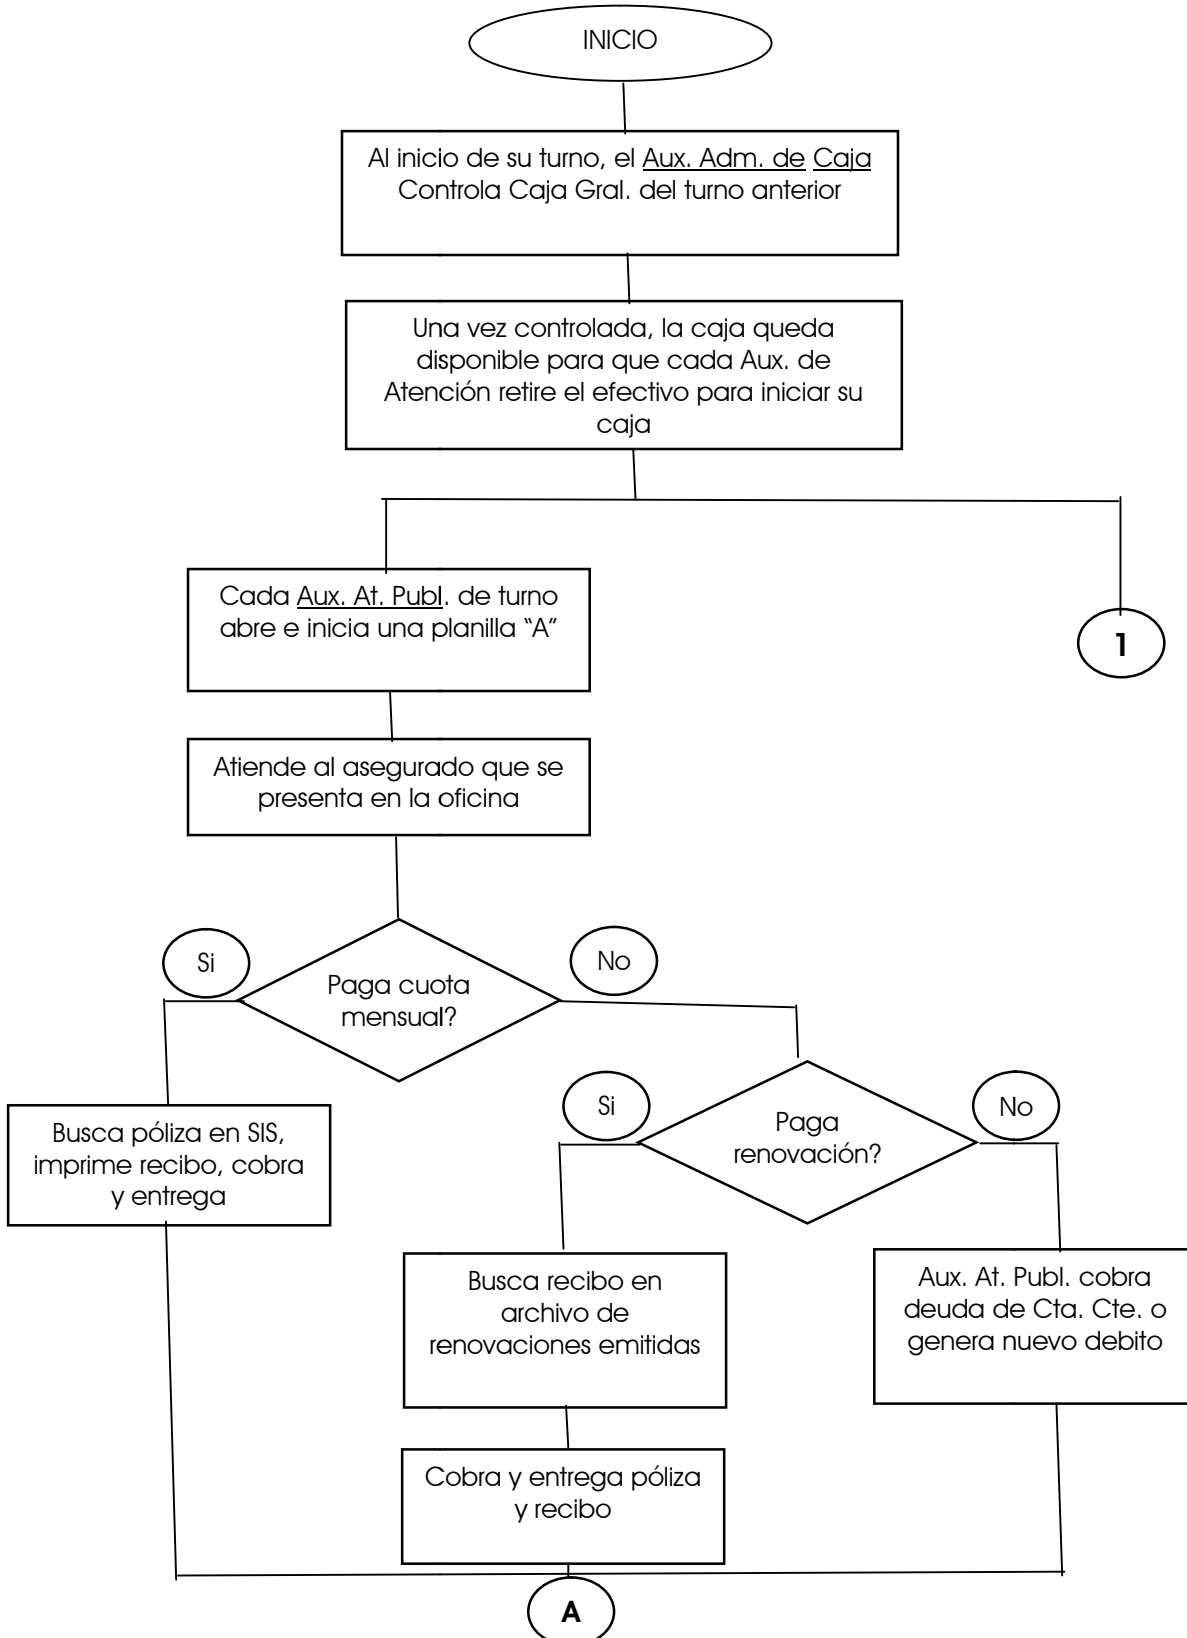 INICIO
Al inicio de su turno, el Aux. Adm. de Caja
Controla Caja Gral. del turno anterior
Una vez controlada, la caja queda
disponible para que cada Aux. de
Atención retire el efectivo para iniciar su
caja
Cada Aux. At. Publ. de turno
abre e inicia una planilla “A”
1
Atiende al asegurado que se
presenta en la oficina
Si
No
Paga cuota
mensual?
Si
No
Paga
renovación?
Busca póliza en SIS,
imprime recibo, cobra
y entrega
Busca recibo en
archivo de
renovaciones emitidas
Aux. At. Publ. cobra
deuda de Cta. Cte. o
genera nuevo debito
Cobra y entrega póliza
y recibo
A